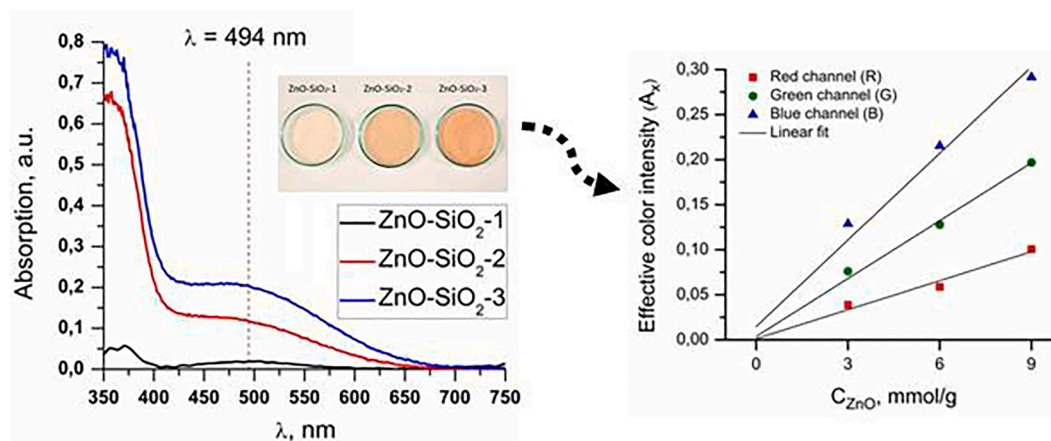 λ = 494 nm
0,8
0,7
0,6
0,5
0,4
0,3
0,2
0,1
0,0
Absorption, a.u.
350 400 450 500 550 600 650 700 750
λ, nm
ZnO-SiO₂-1 ZnO-SiO₂-2 ZnO-SiO₂-3
ZnO-SiO₂-1
ZnO-SiO₂-2
ZnO-SiO₂-3
Effective color intensity (Aₓ)
0,30
0,25
0,20
0,15
0,10
0,05
0,00
Red channel (R)
Green channel (G)
Blue channel (B)
Linear fit
0 3 6 9
C_ZnO, mmol/g